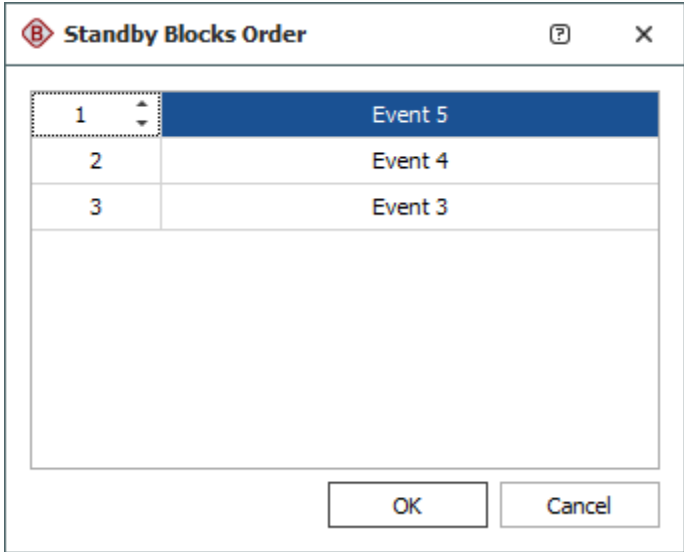 B Standby Blocks Order ?
1 Event 5
2 Event 4
3 Event 3
OK Cancel